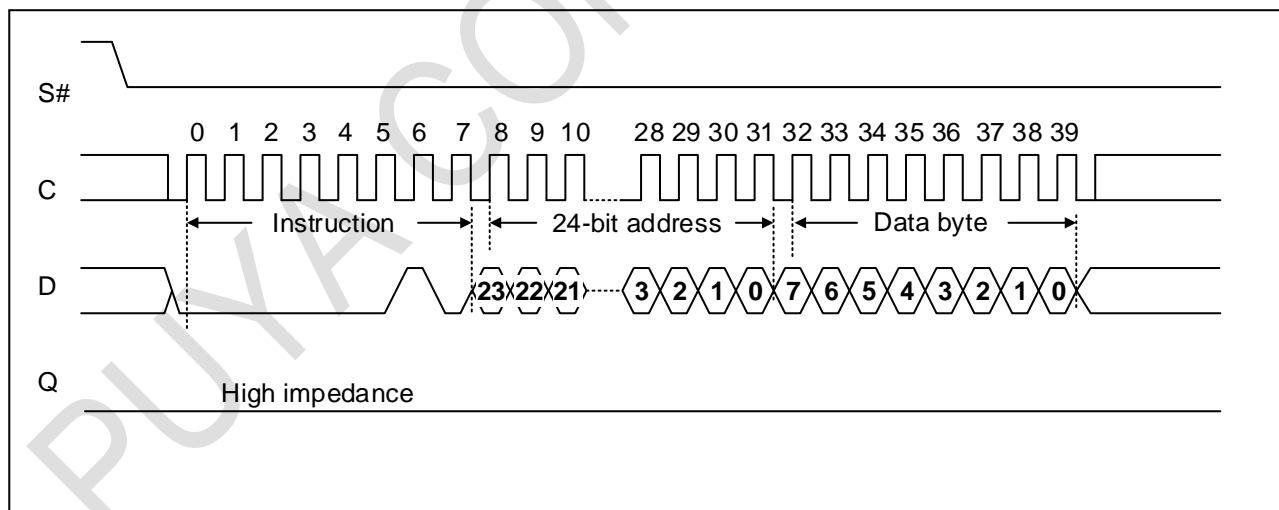 S#
0 1 2 3 4 5 6 7 8 9 10 28 29 30 31 32 33 34 35 36 37 38 39
C
Instruction 24-bit address Data byte
D 23 22 21 3 2 1 0 7 6 5 4 3 2 1 0
Q
High impedance
PUYA CON